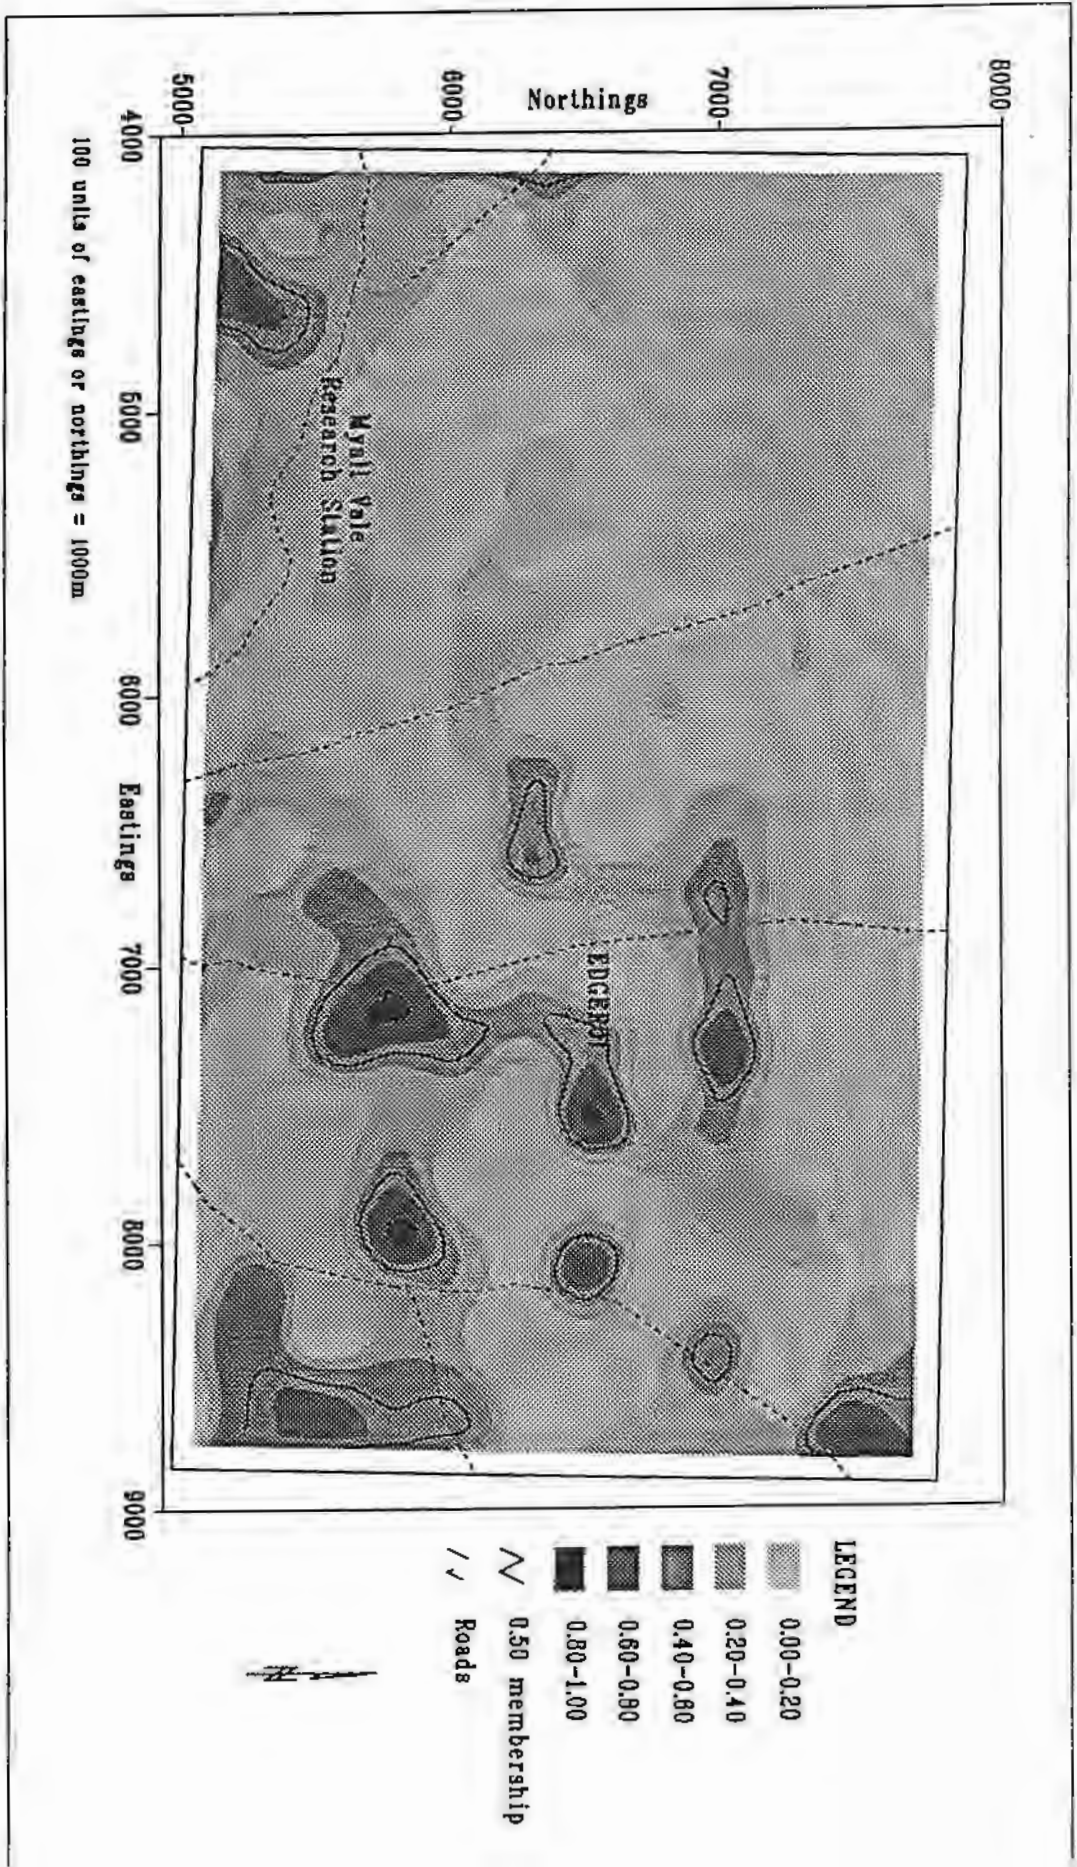 Northings
8000
7000
6000
5000
4000
5000
6000
7000
8000
9000
Eastings
100 units of eastings or northings = 1000m
Myall Vale
Research Station
EDGEROI
LEGEND
0.00-0.20
0.20-0.40
0.40-0.60
0.60-0.80
0.80-1.00
0.50 membership
Roads